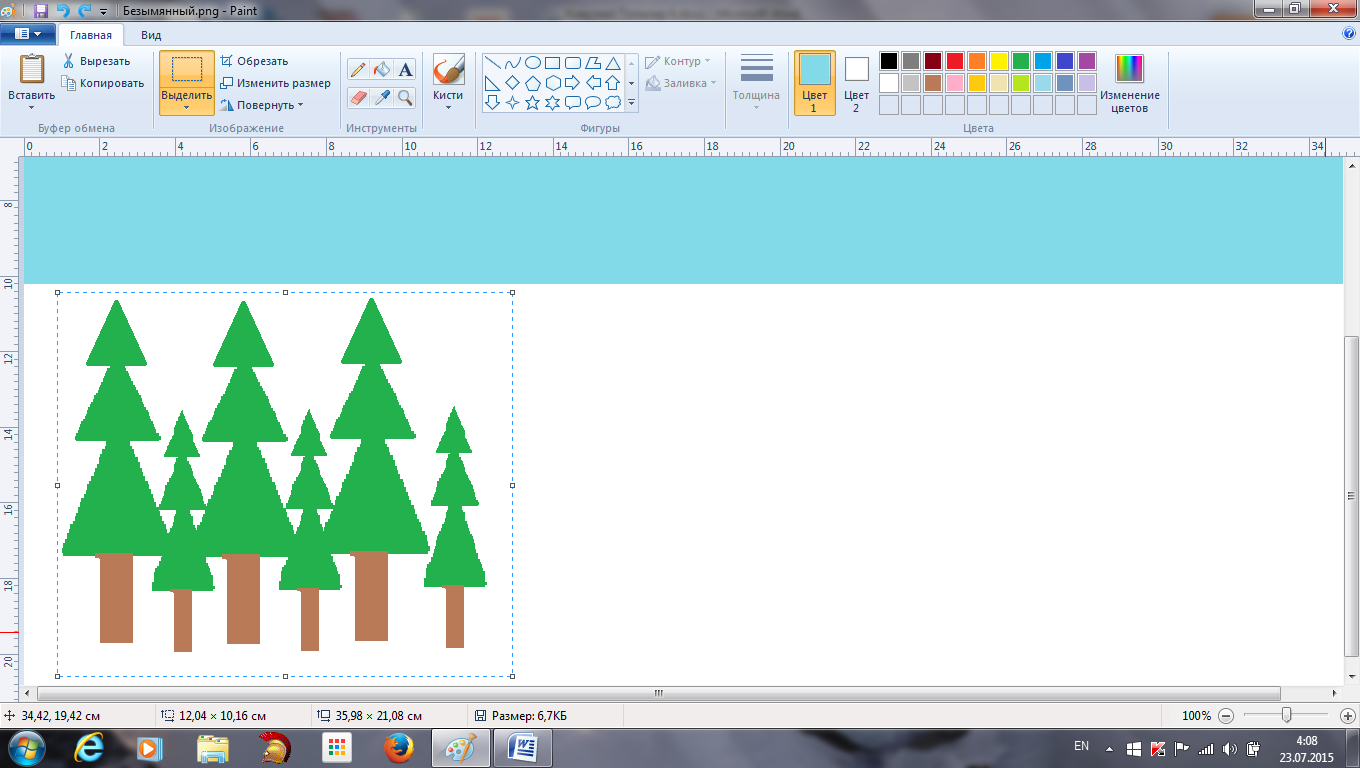 Безымянный.png - Paint
Главная Вид
Вставить
Вырезать
Копировать
Буфер обмена
Выделить
Обрезать
Изменить размер
Повернуть
Изображение
A
Инструменты
Кисти
Контур
Заливка
Фигуры
Толщина
Цвет 1
Цвет 2
Изменение цветов
Цвета
0 2 4 6 8 10 12 14 16 18 20 22 24 26 28 30 32 34
8
10
12
14
16
18
20
34,42, 19,42 см 12,04 × 10,16 см 35,98 × 21,08 см Размер: 6,7КБ 100%
EN
4:08
23.07.2015